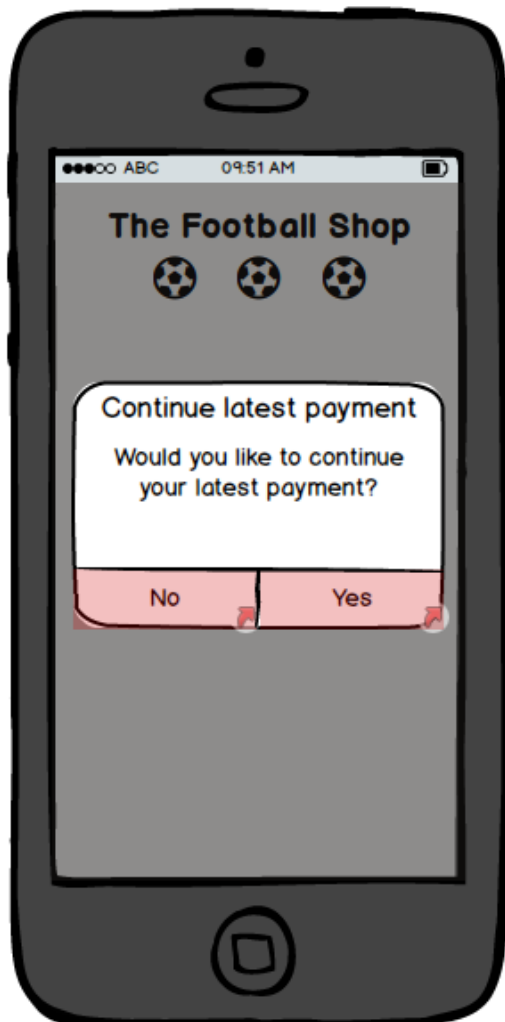 ABC 09:51 AM
The Football Shop
Continue latest payment
Would you like to continue
your latest payment?
No Yes